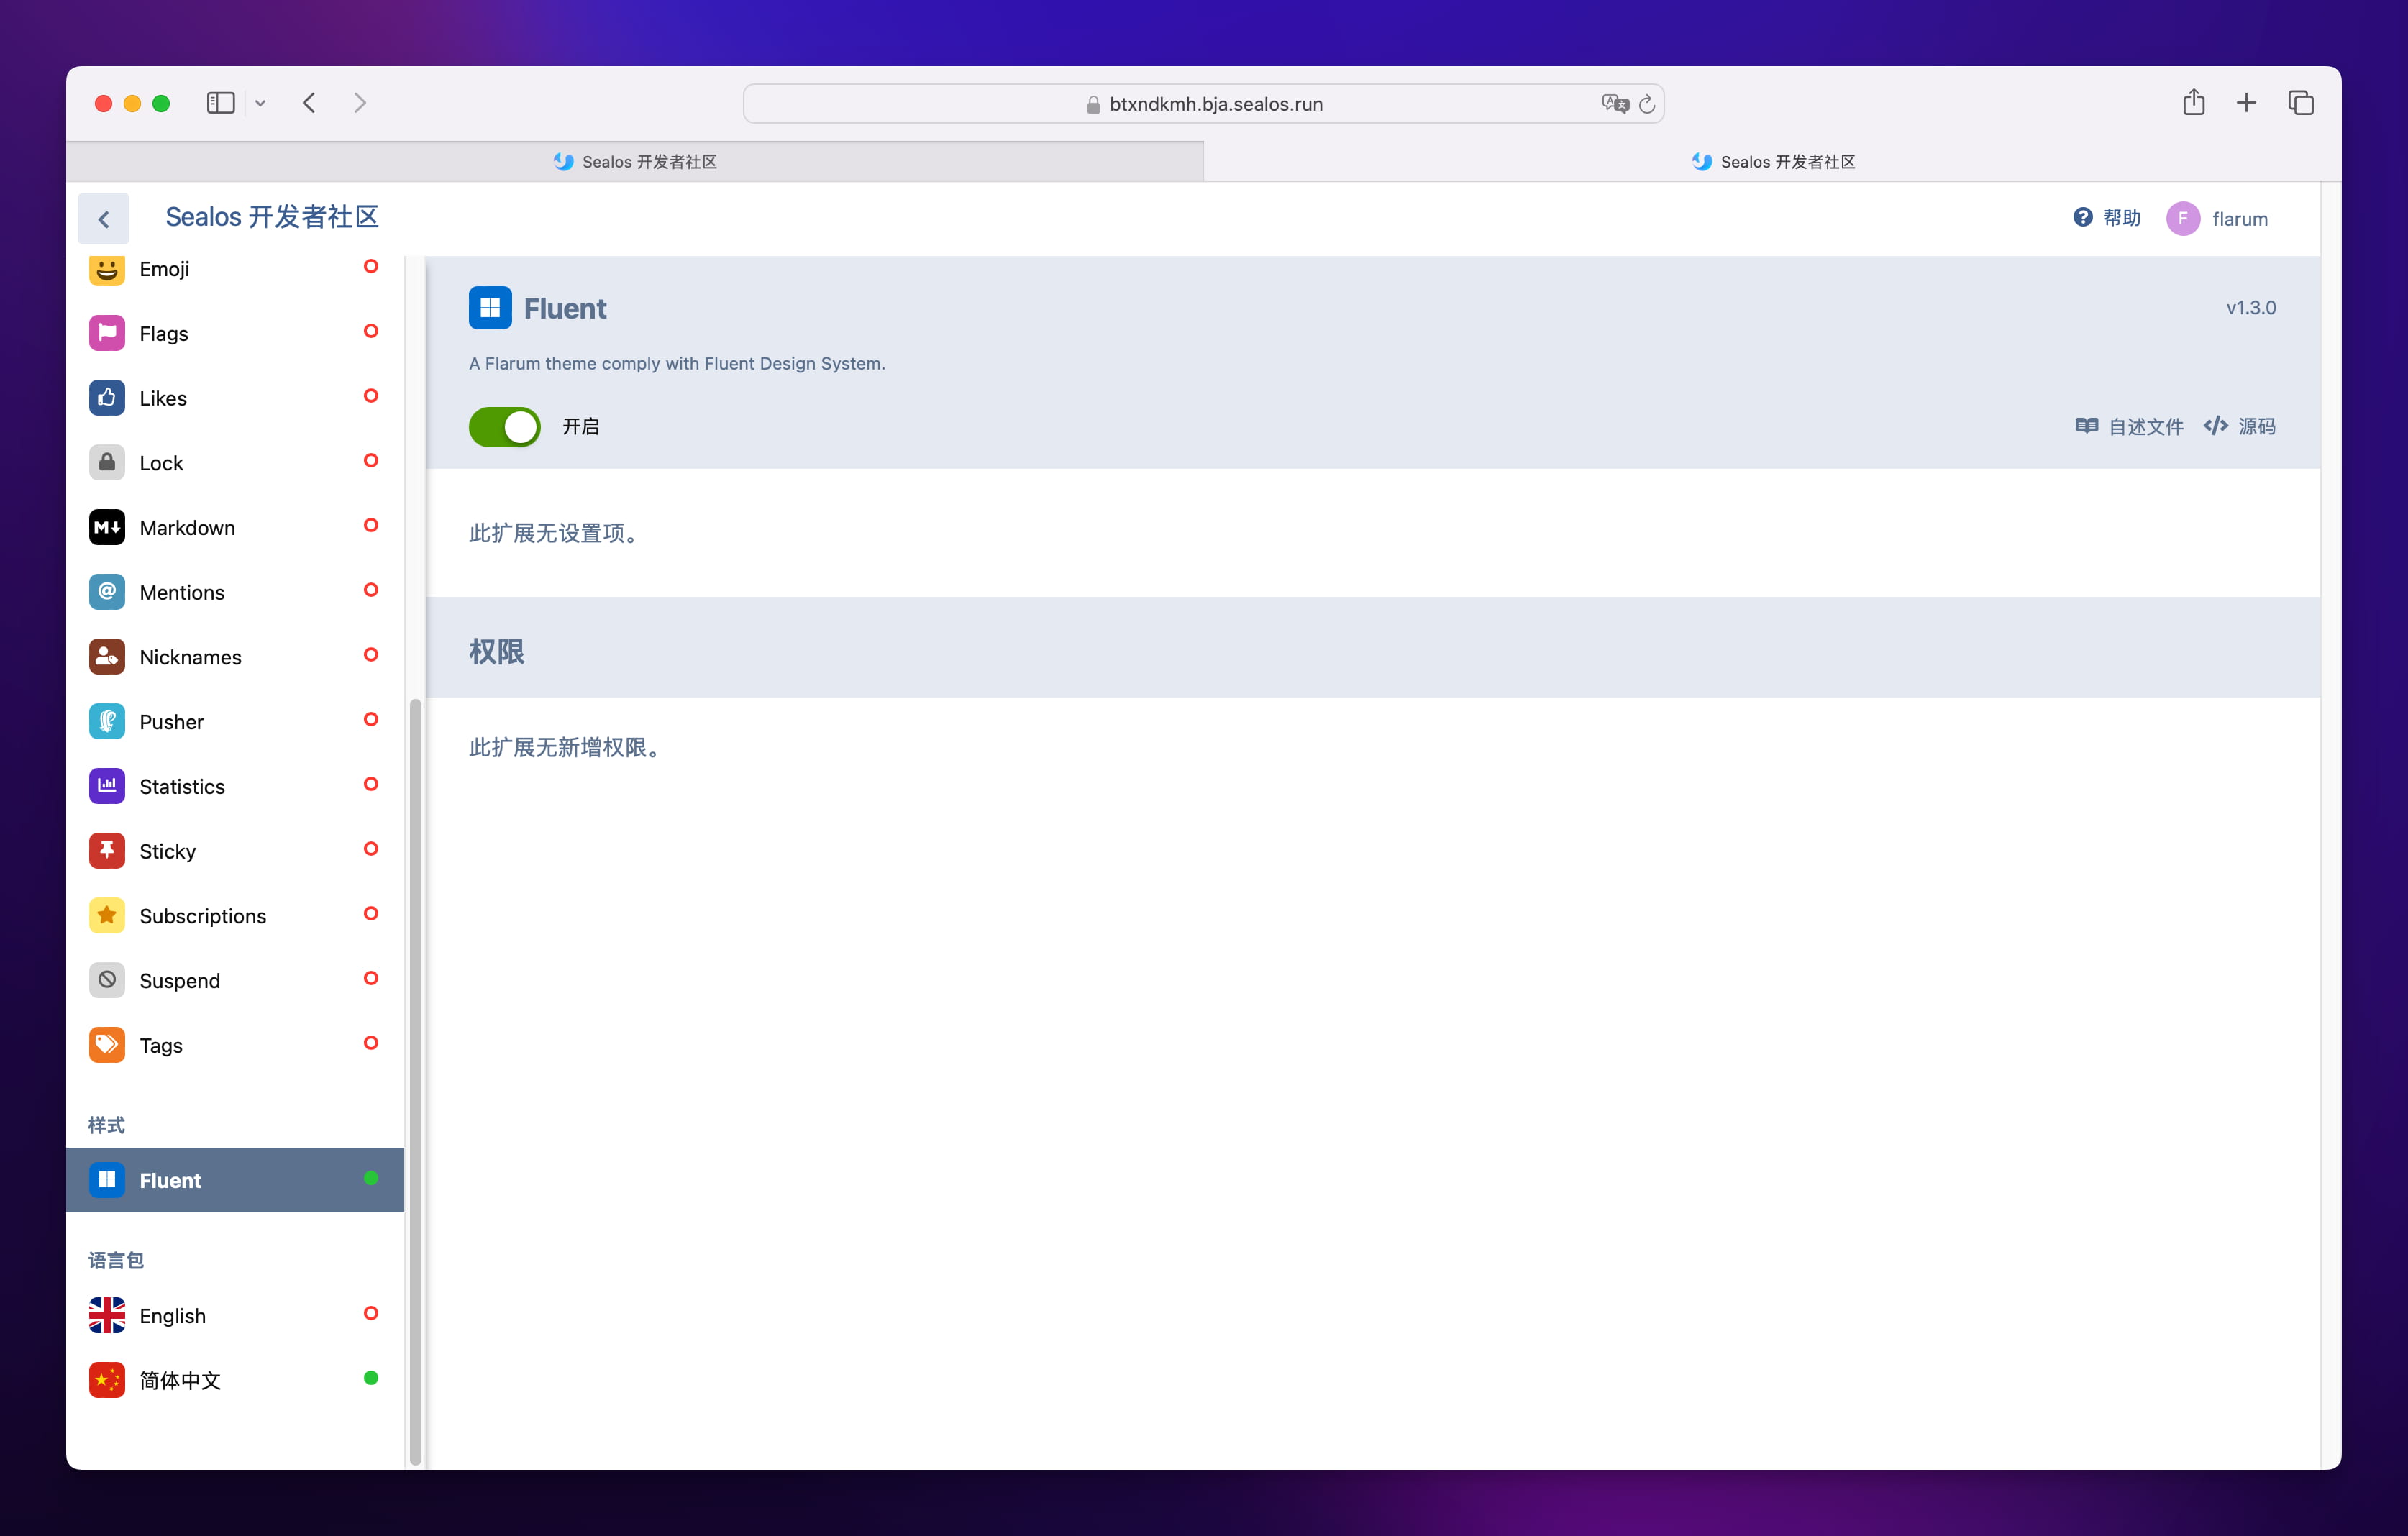 btxndkmh.bja.sealos.run
Sealos 开发者社区
Sealos 开发者社区
Sealos 开发者社区
帮助
F
flarum
Emoji
Flags
Likes
Lock
Markdown
Mentions
Nicknames
Pusher
Statistics
Sticky
Subscriptions
Suspend
Tags
样式
Fluent
语言包
English
简体中文
Fluent
v1.3.0
A Flarum theme comply with Fluent Design System.
开启
自述文件
源码
此扩展无设置项。
权限
此扩展无新增权限。